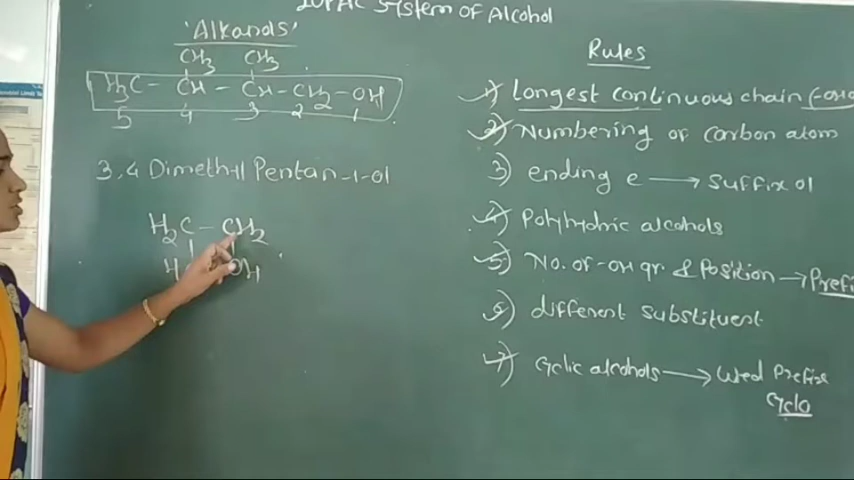 IUPAC System Of Alcohol
'Alkanols'
CH3 CH3
H3C - CH - CH - CH2 - OH
5 4 3 2 1
3,4 Dimethyl Pentan-1-ol
H2C - CH2
H OH
Rules
1) Longest continuous chain
2) Numbering of carbon atom
3) ending e → suffix ol
4) Polyhydric alcohols
5) No. of -OH gr. & Position → Prefi
6) different substituent
7) cyclic alcohols → Used Prefix
cyclo